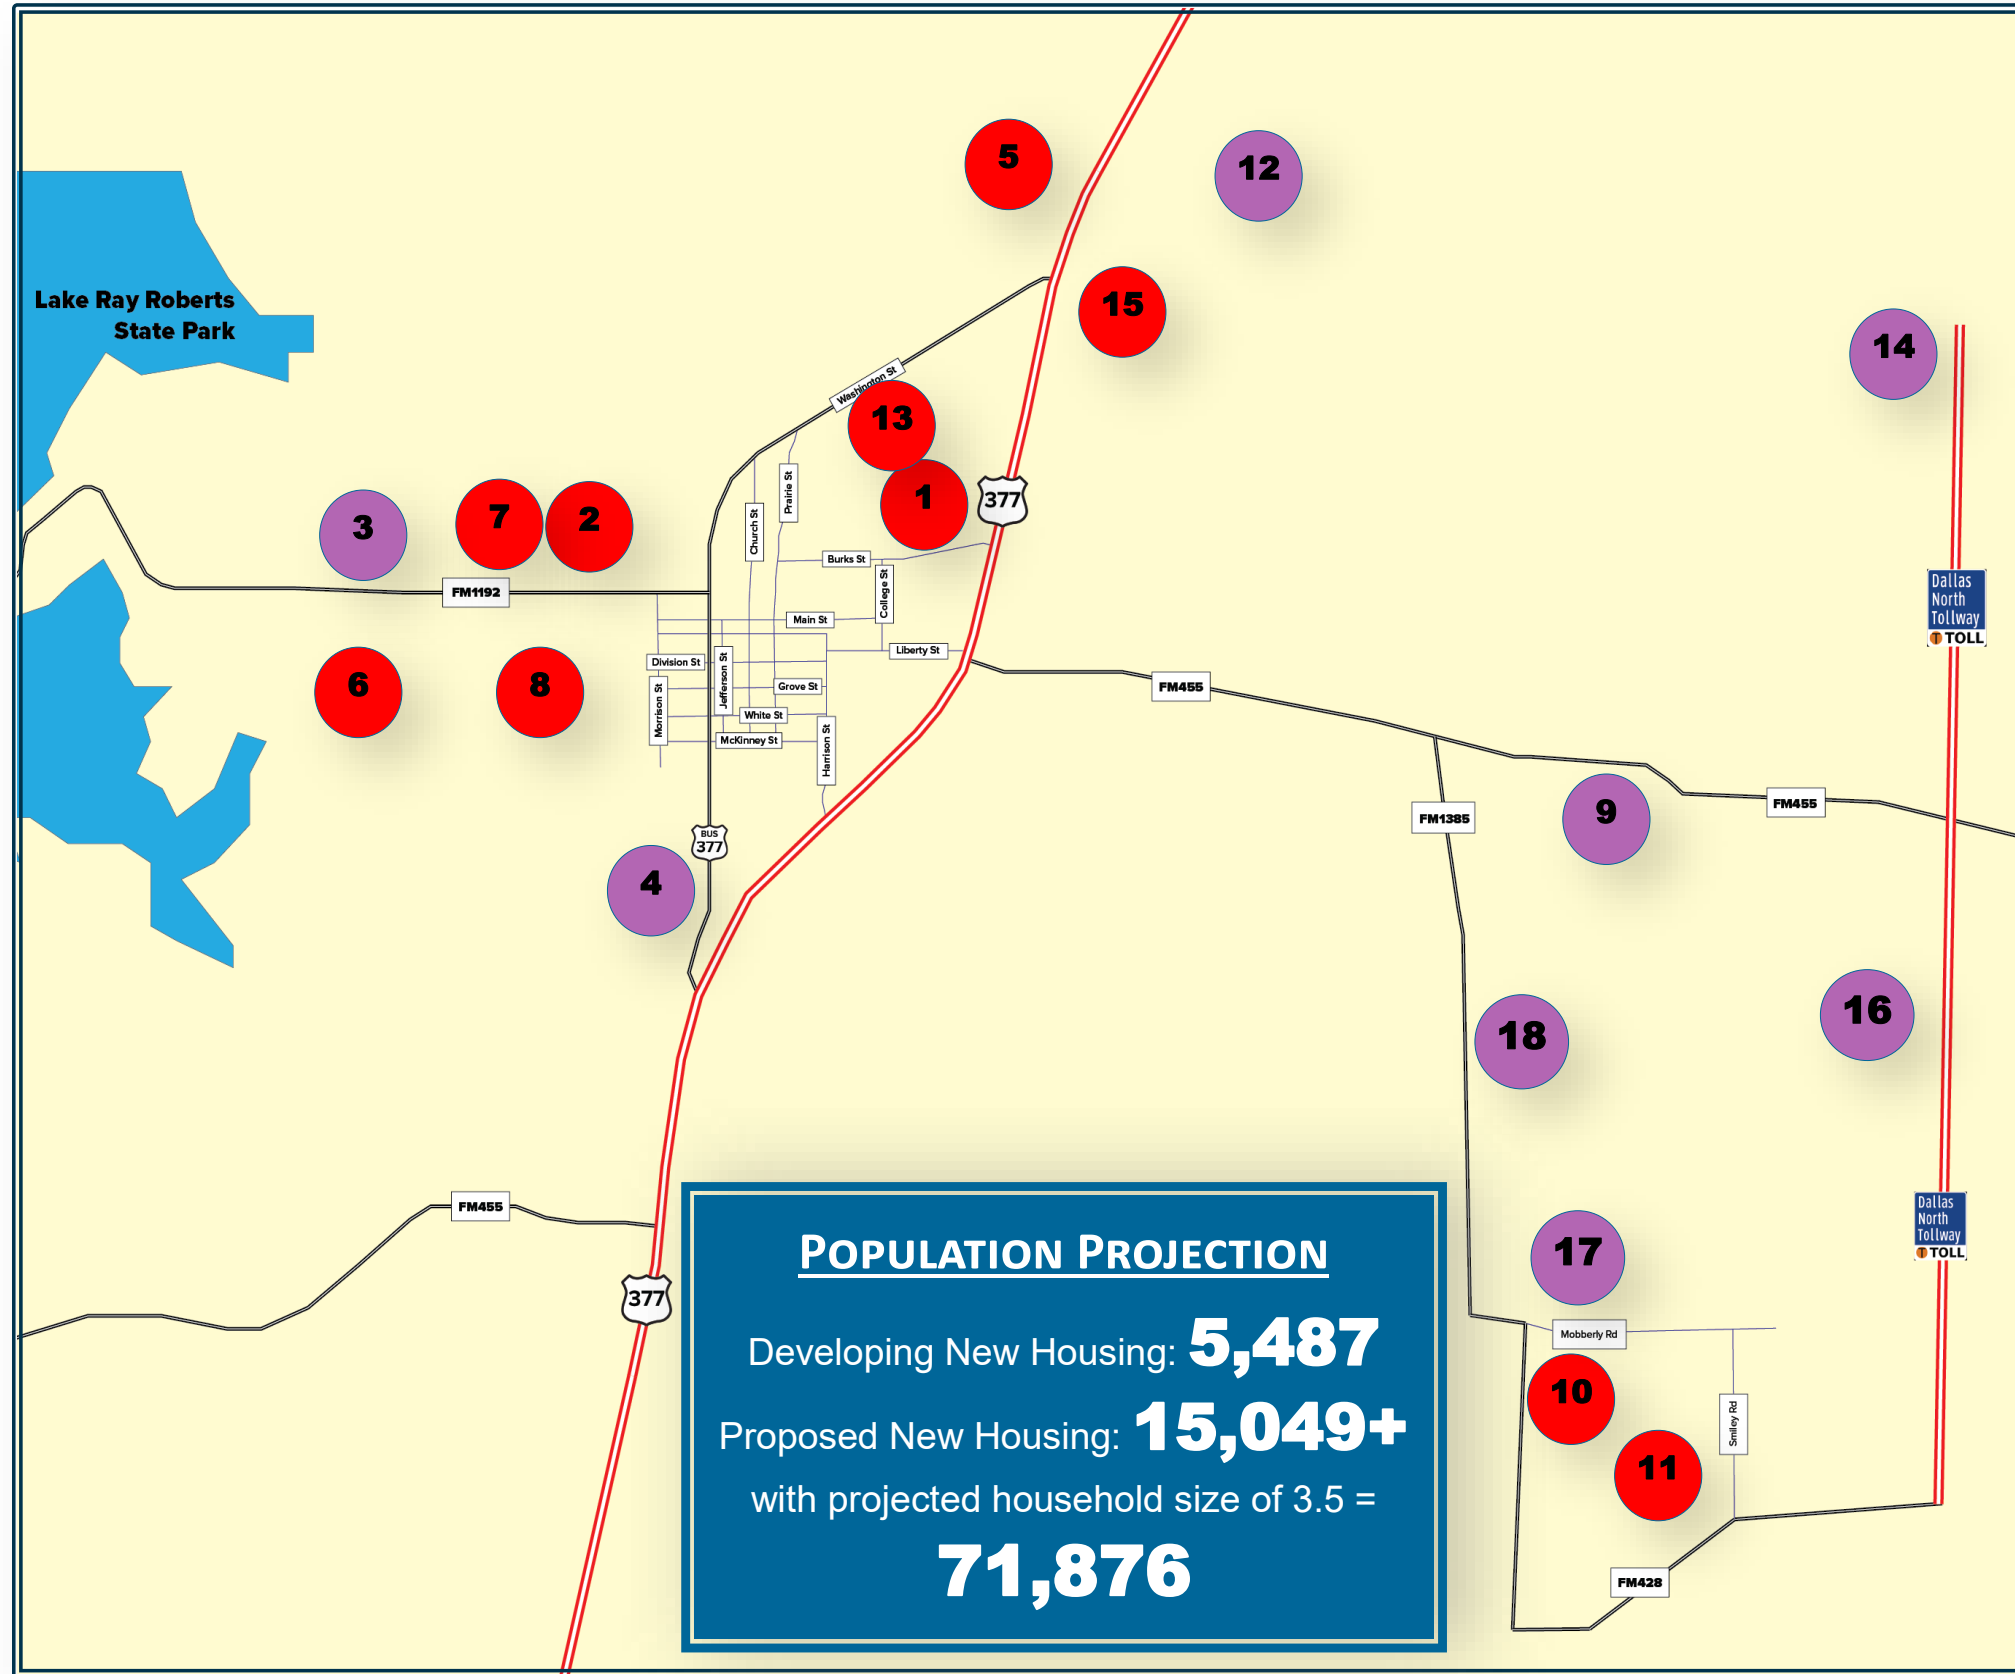 5
12
15
Lake Ray Roberts
State Park
14
Washington St
13
1
377
Prairie St
Church St
3
7
2
Burks St
College St
FM1192
Dallas
North
Tollway
TOLL
Main St
Liberty St
Division St
Jefferson St
6
8
Grove St
FM455
Morrison St
White St
McKinney St
Harrison St
9
FM455
FM1385
BUS
377
4
16
18
FM455
Dallas
North
Tollway
TOLL
17
377
Mobberly Rd
10
Smiley Rd
11
FM428
POPULATION PROJECTION
Developing New Housing: 5,487
Proposed New Housing: 15,049+
with projected household size of 3.5 =
71,876